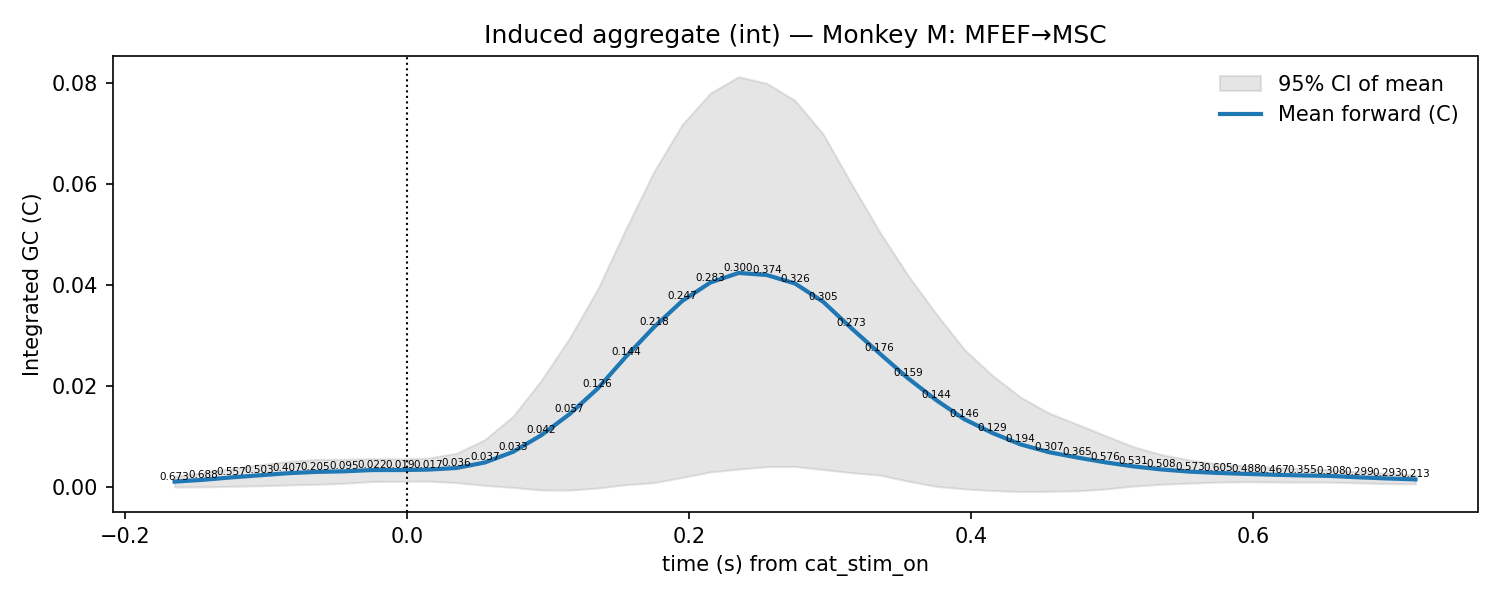 Induced aggregate (int) — Monkey M: MFEF→MSC
95% CI of mean
Mean forward (C)
Integrated GC (C)
0.08
0.06
0.04
0.02
0.00
0.673 0.688 0.557 0.503 0.407 0.205 0.095 0.022 0.019 0.017 0.036 0.037 0.033 0.042 0.057 0.126 0.144 0.218 0.247 0.283 0.300 0.374 0.326 0.305 0.273 0.176 0.159 0.144 0.146 0.129 0.194 0.307 0.365 0.576 0.531 0.508 0.573 0.605 0.488 0.467 0.355 0.308 0.299 0.293 0.213
−0.2 0.0 0.2 0.4 0.6
time (s) from cat_stim_on